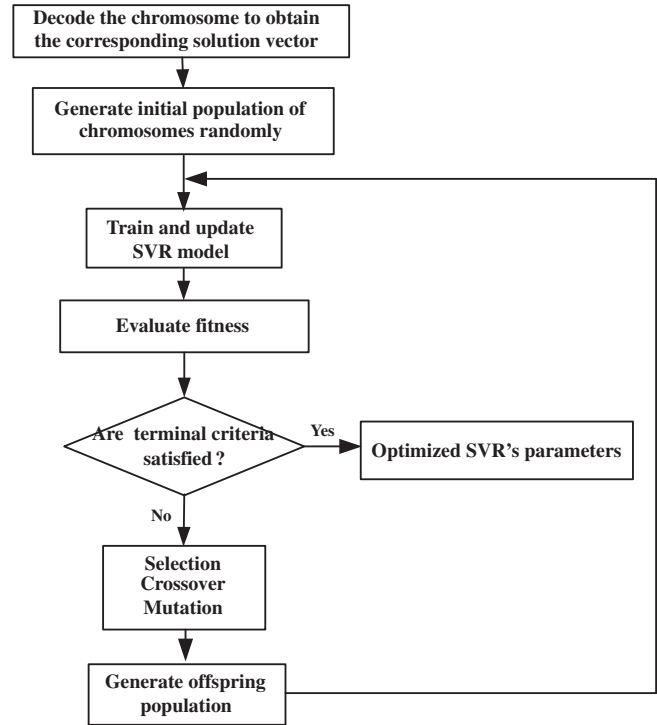 Decode the chromosome to obtain
the corresponding solution vector
Generate initial population of
chromosomes randomly
Train and update
SVR model
Evaluate fitness
Are terminal criteria
satisfied ?
Yes
Optimized SVR's parameters
No
Selection
Crossover
Mutation
Generate offspring
population